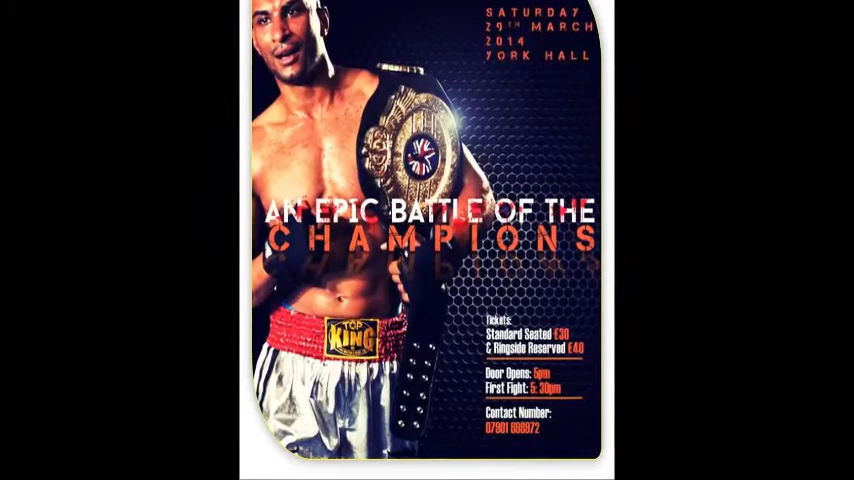 SATURDAY
29TH MARCH
2014
YORK HALL
AN EPIC BATTLE OF THE
CHAMPIONS
TOP
KING
Tickets:
Standard Seated £30
& Ringside Reserved £40
Door Opens: 5pm
First Fight: 5: 30pm
Contact Number:
07901 698972